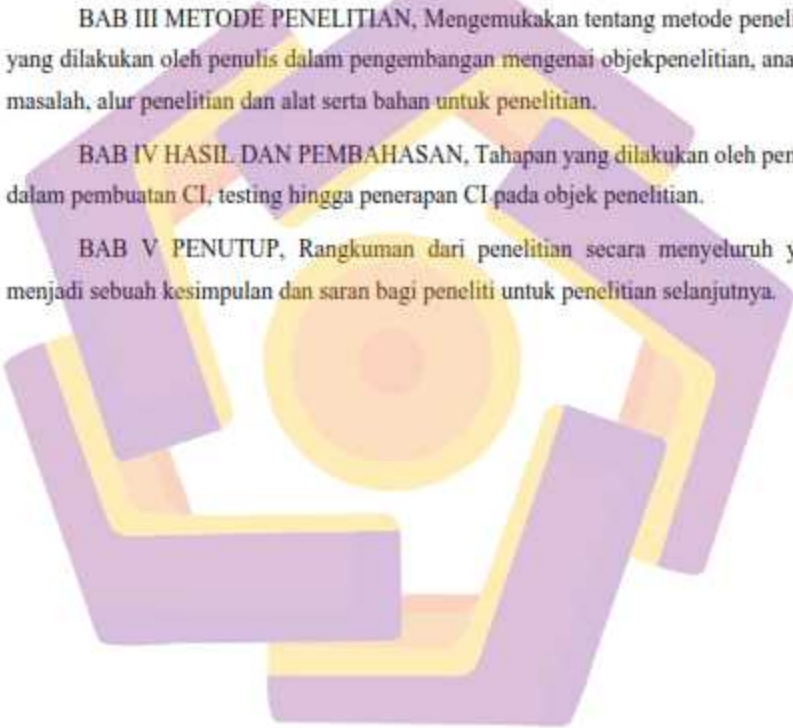 BAB III METODE PENELITIAN, Mengemukakan tentang metode peneli
yang dilakukan oleh penulis dalam pengembangan mengenai objekpenelitian, ana
masalah, alur penelitian dan alat serta bahan untuk penelitian.
BAB IV HASIL DAN PEMBAHASAN, Tahapan yang dilakukan oleh pen
dalam pembuatan CI, testing hingga penerapan CI pada objek penelitian.
BAB V PENUTUP, Rangkuman dari penelitian secara menyeluruh y
menjadi sebuah kesimpulan dan saran bagi peneliti untuk penelitian selanjutnya.